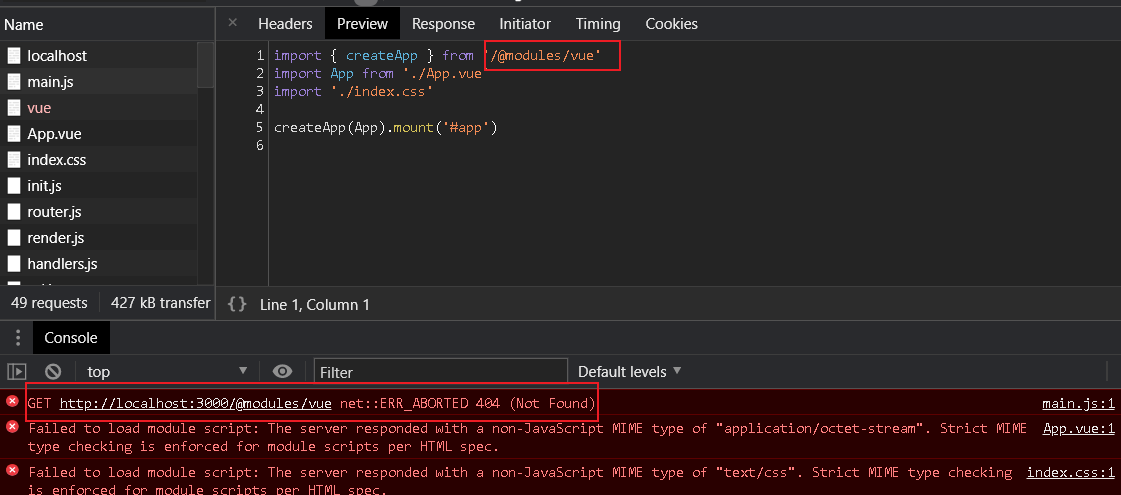 Name
× Headers Preview Response Initiator Timing Cookies
localhost
main.js
vue
App.vue
index.css
init.js
router.js
render.js
handlers.js
1 import { createApp } from '/@modules/vue'
2 import App from './App.vue'
3 import './index.css'
4
5 createApp(App).mount('#app')
6
49 requests 427 kB transfer {} Line 1, Column 1
Console
top Filter Default levels
GET http://localhost:3000/@modules/vue net::ERR_ABORTED 404 (Not Found) main.js:1
Failed to load module script: The server responded with a non-JavaScript MIME type of "application/octet-stream". Strict MIME App.vue:1
type checking is enforced for module scripts per HTML spec.
Failed to load module script: The server responded with a non-JavaScript MIME type of "text/css". Strict MIME type checking index.css:1
is enforced for module scripts per HTML spec.